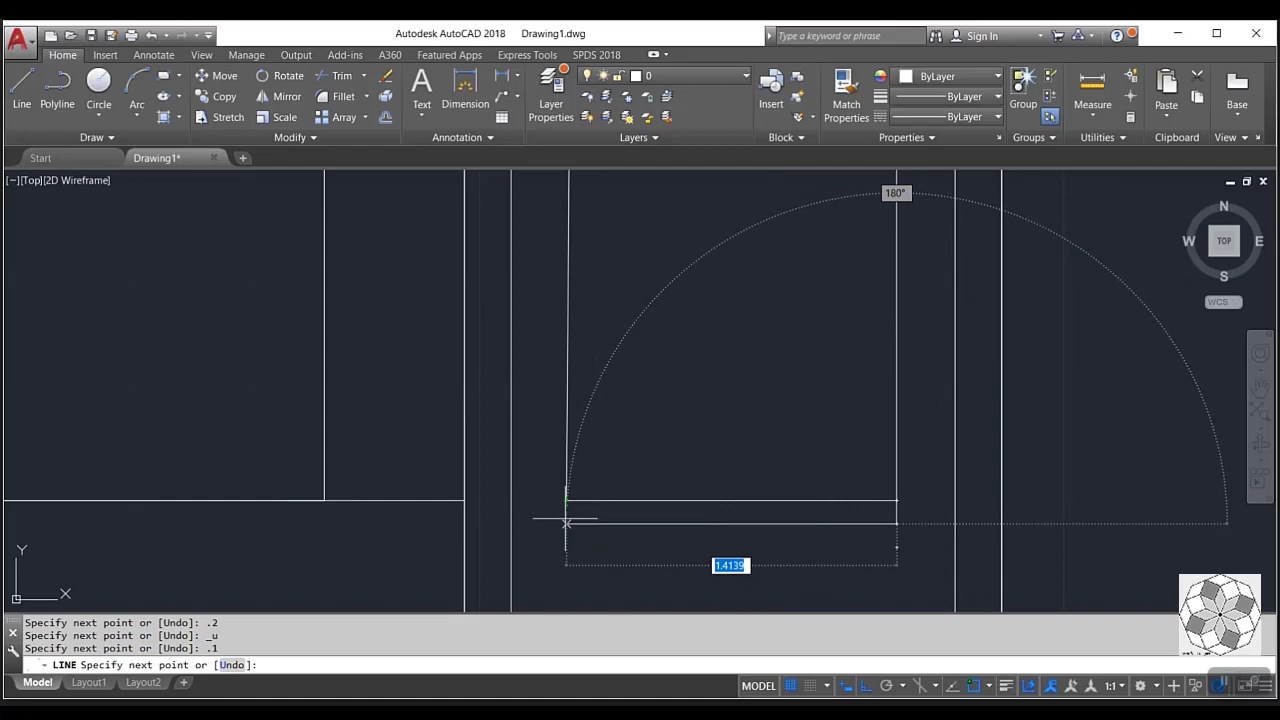 Autodesk AutoCAD 2018 Drawing1.dwg
Type a keyword or phrase
Sign In
Home Insert Annotate View Manage Output Add-ins A360 Featured Apps Express Tools SPDS 2018
Line Polyline Circle Arc
Move Rotate Trim
Copy Mirror Fillet
Stretch Scale Array
Text Dimension
Layer
Properties
0
Insert
Match
Properties
ByLayer
ByLayer
ByLayer
Group Measure Paste Base
Draw Modify Annotation Layers Block Properties Groups Utilities Clipboard View
Start Drawing1*
[−][Top][2D Wireframe]
180°
N
W TOP E
S
WCS
1.4139
Y
X
Specify next point or [Undo]: .2
Specify next point or [Undo]: _u
Specify next point or [Undo]: .1
LINE Specify next point or [Undo]:
Model Layout1 Layout2
MODEL
1:1